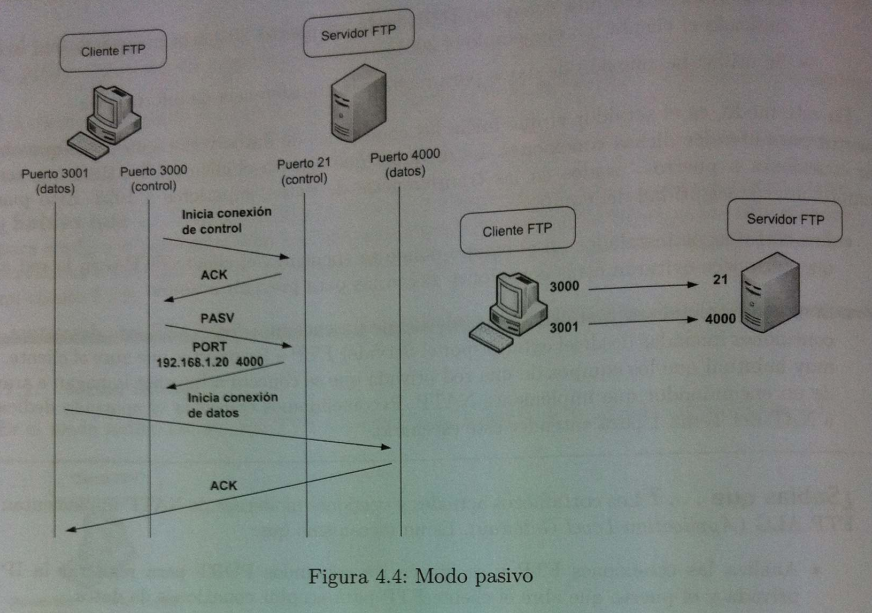 Cliente FTP
Servidor FTP
Puerto 3001
(datos)
Puerto 3000
(control)
Puerto 21
(control)
Puerto 4000
(datos)
Inicia conexión
de control
ACK
PASV
PORT
192.168.1.20 4000
Inicia conexión
de datos
ACK
Cliente FTP
Servidor FTP
3000
21
3001
4000
Figura 4.4: Modo pasivo